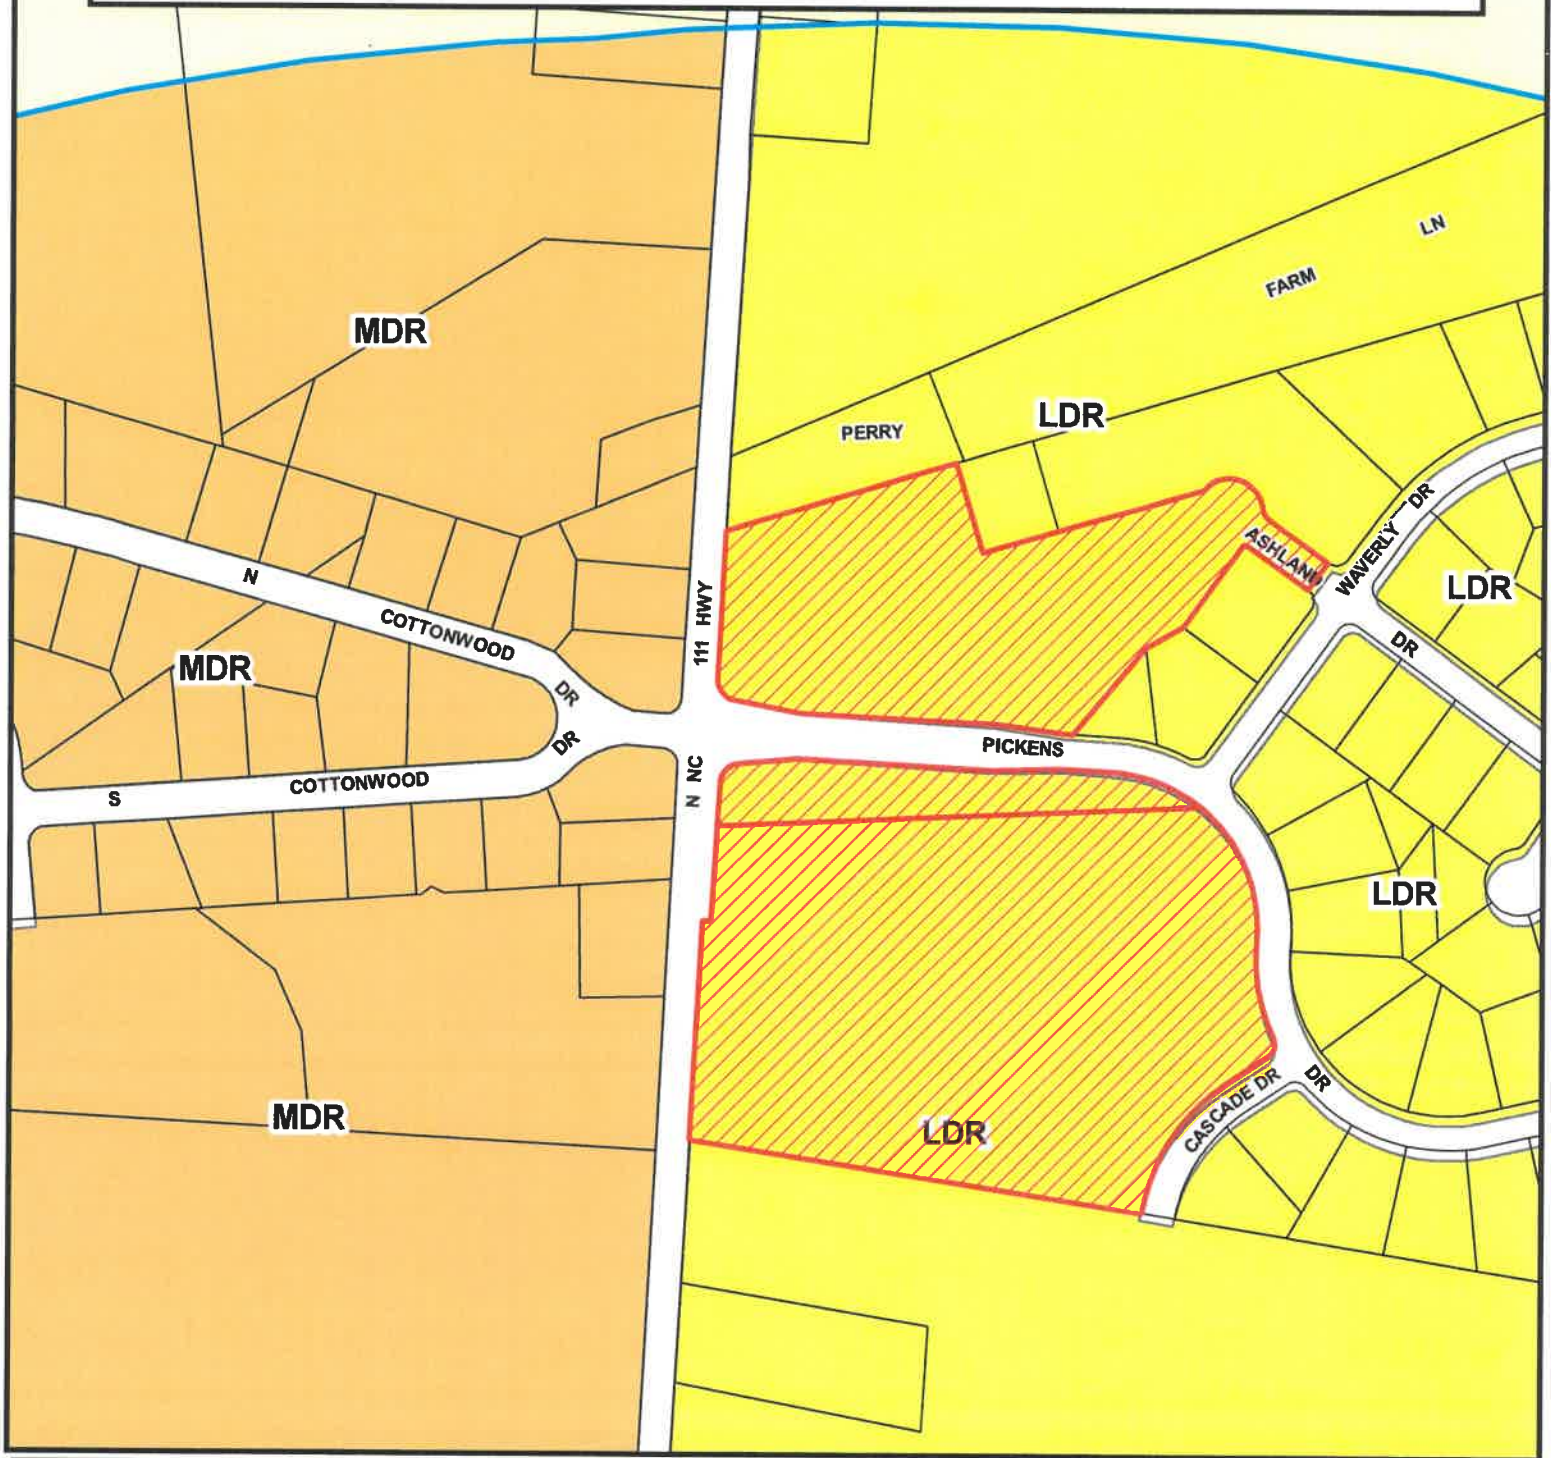 LN
FARM
MDR
LDR
PERRY
WAVERLY DR
ASHLAND
N COTTONWOOD DR
111 HWY
LDR
MDR
DR
DR
PICKENS
N NC
S COTTONWOOD
LDR
DR
CASCADE DR
MDR
LDR